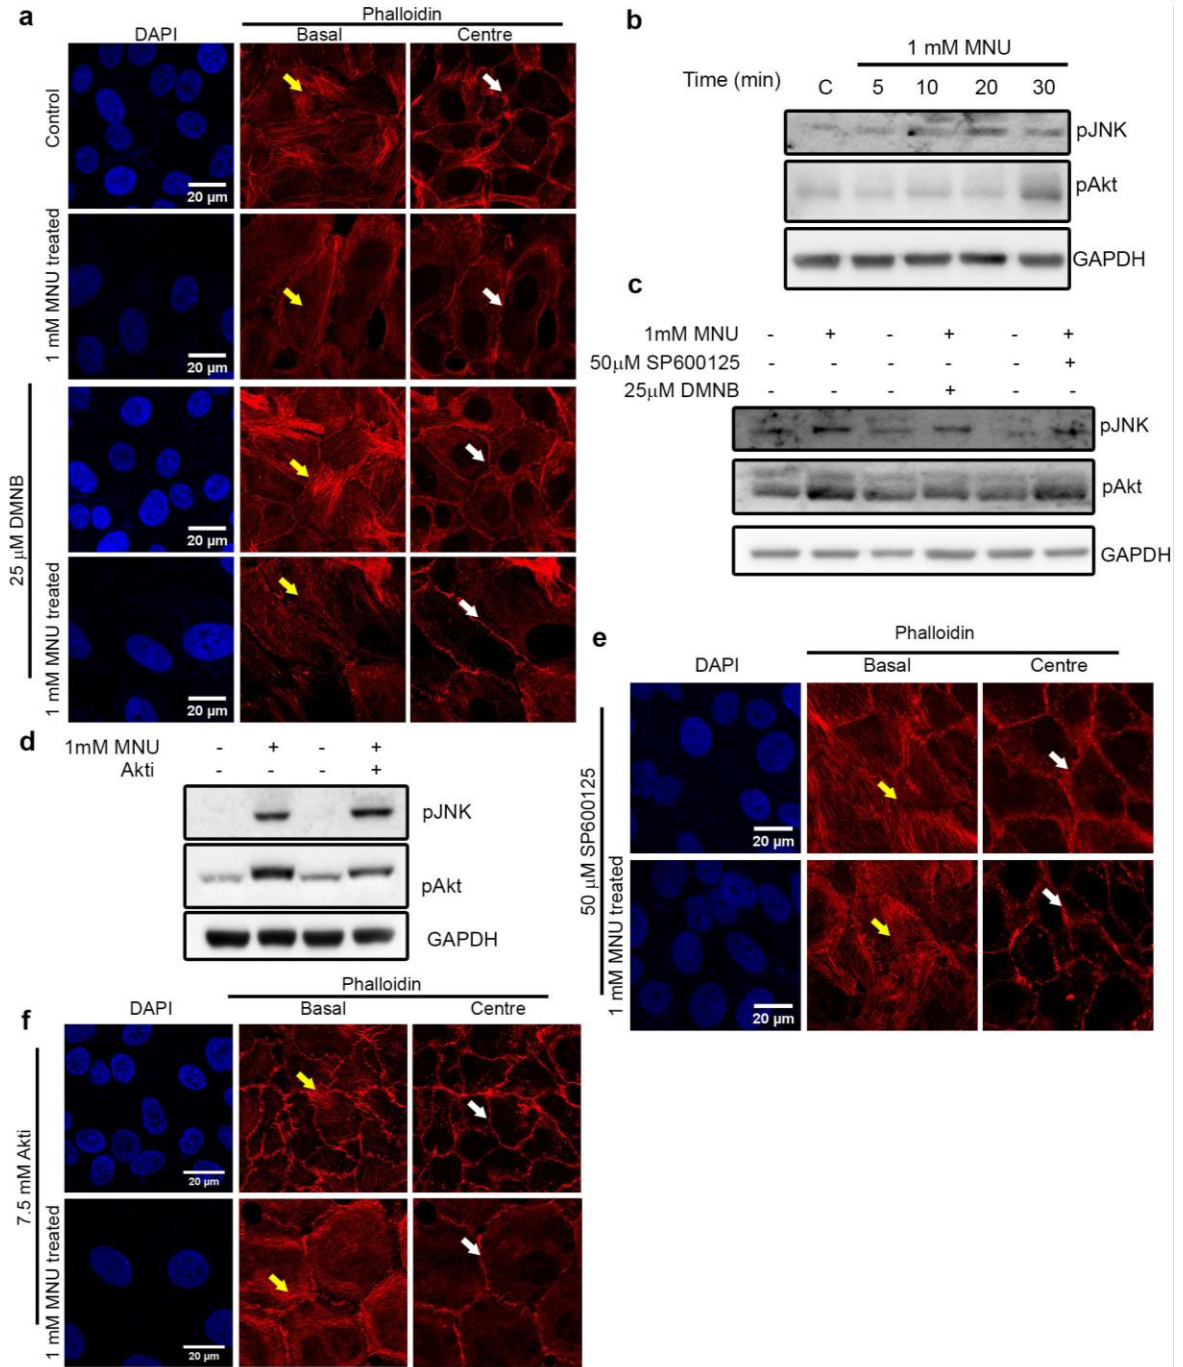 a
Phalloidin
DAPI Basal Centre
Control
20 μm
1 mM MNU treated
20 μm
25 μM DMNB
20 μm
1 mM MNU treated
20 μm
b
1 mM MNU
Time (min) C 5 10 20 30
pJNK
pAkt
GAPDH
c
1mM MNU - + - + - +
50μM SP600125 - - - - - +
25μM DMNB - - - + - -
pJNK
pAkt
GAPDH
d
1mM MNU - + - +
Akti - - - +
pJNK
pAkt
GAPDH
e
Phalloidin
DAPI Basal Centre
50 μM SP600125
20 μm
1 mM MNU treated
20 μm
f
Phalloidin
DAPI Basal Centre
7.5 mM Akti
20 μm
1 mM MNU treated
20 μm